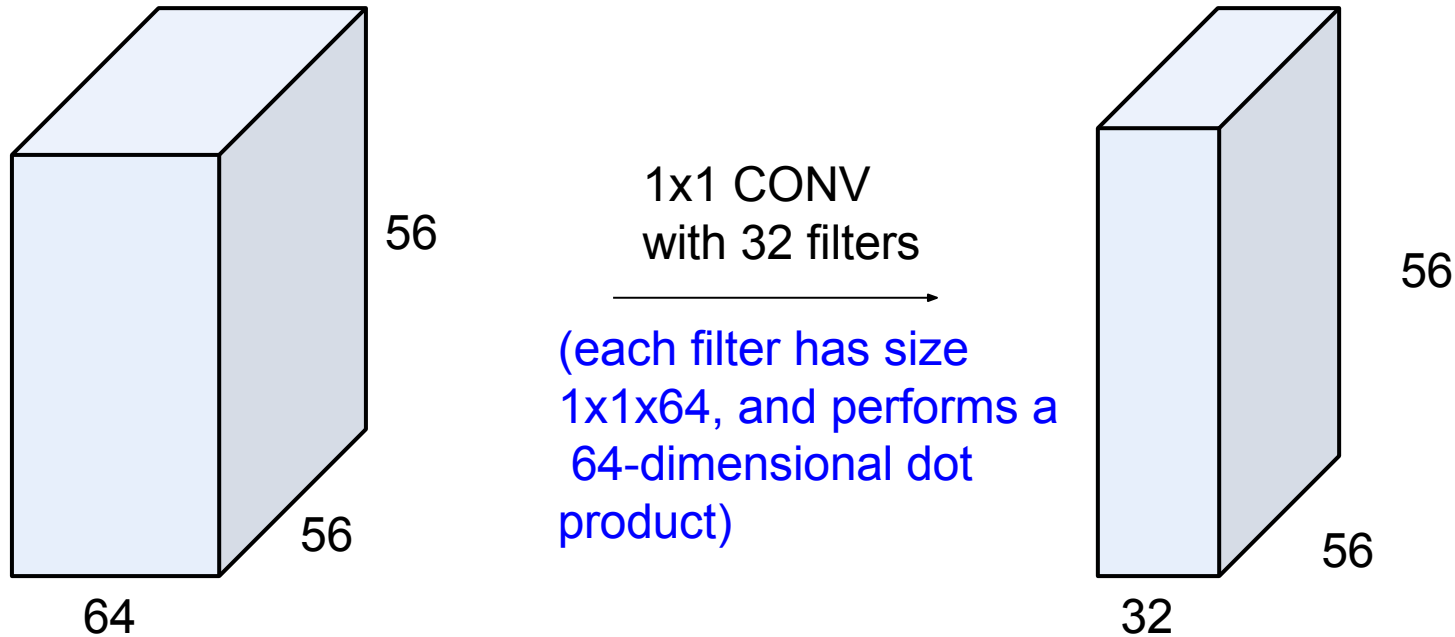 56
56
64
1x1 CONV
with 32 filters
(each filter has size
1x1x64, and performs a
64-dimensional dot
product)
56
56
32